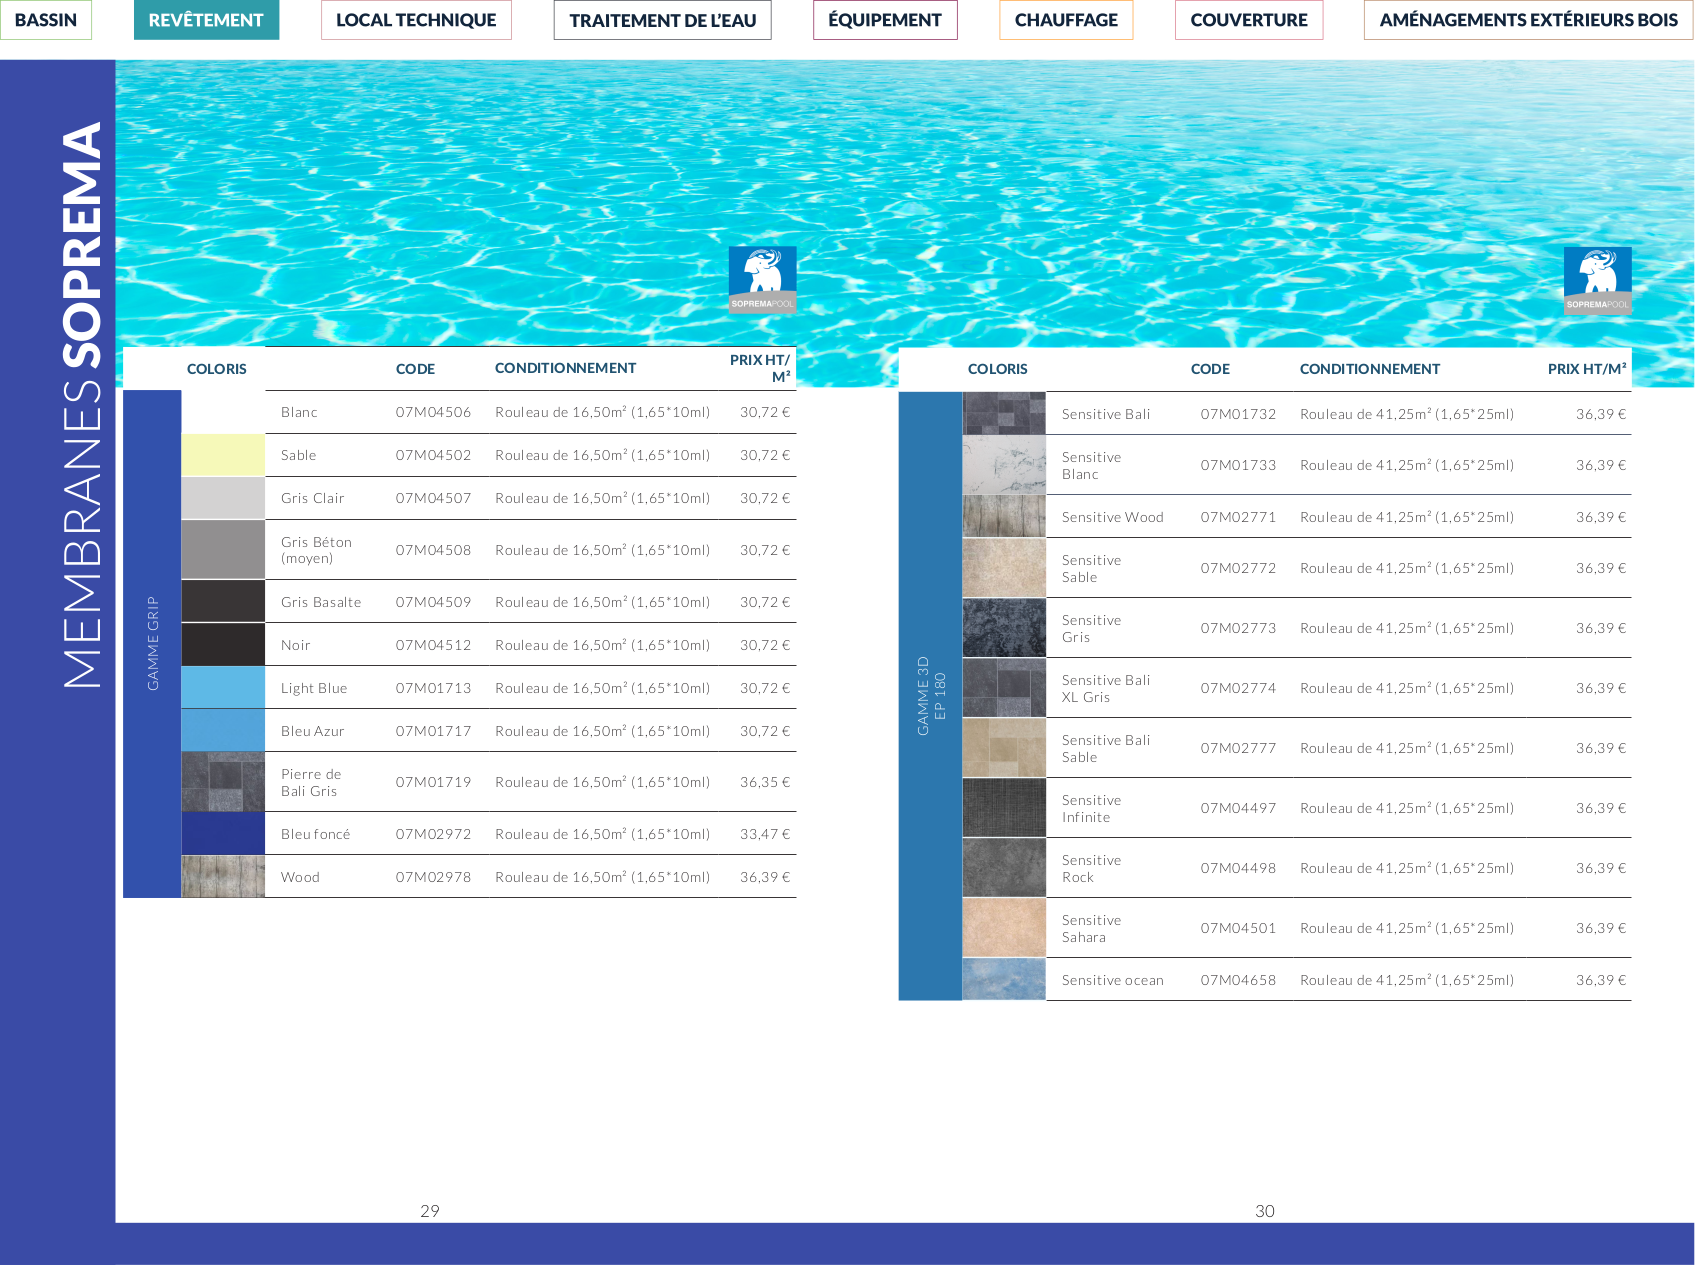 BASSIN
REVÊTEMENT
LOCAL TECHNIQUE
TRAITEMENT DE L'EAU
ÉQUIPEMENT
CHAUFFAGE
COUVERTURE
AMÉNAGEMENTS EXTÉRIEURS BOIS
MEMBRANES SOPREMA
SOPREMAPOOL
COLORIS CODE CONDITIONNEMENT PRIX HT/
M²
GAMME GRIP
Blanc 07M04506 Rouleau de 16,50m² (1,65*10ml) 30,72 €
Sable 07M04502 Rouleau de 16,50m² (1,65*10ml) 30,72 €
Gris Clair 07M04507 Rouleau de 16,50m² (1,65*10ml) 30,72 €
Gris Béton
(moyen) 07M04508 Rouleau de 16,50m² (1,65*10ml) 30,72 €
Gris Basalte 07M04509 Rouleau de 16,50m² (1,65*10ml) 30,72 €
Noir 07M04512 Rouleau de 16,50m² (1,65*10ml) 30,72 €
Light Blue 07M01713 Rouleau de 16,50m² (1,65*10ml) 30,72 €
Bleu Azur 07M01717 Rouleau de 16,50m² (1,65*10ml) 30,72 €
Pierre de
Bali Gris 07M01719 Rouleau de 16,50m² (1,65*10ml) 36,35 €
Bleu foncé 07M02972 Rouleau de 16,50m² (1,65*10ml) 33,47 €
Wood 07M02978 Rouleau de 16,50m² (1,65*10ml) 36,39 €
29
SOPREMAPOOL
COLORIS CODE CONDITIONNEMENT PRIX HT/M²
GAMME 3D
EP 180
Sensitive Bali 07M01732 Rouleau de 41,25m² (1,65*25ml) 36,39 €
Sensitive
Blanc 07M01733 Rouleau de 41,25m² (1,65*25ml) 36,39 €
Sensitive Wood 07M02771 Rouleau de 41,25m² (1,65*25ml) 36,39 €
Sensitive
Sable 07M02772 Rouleau de 41,25m² (1,65*25ml) 36,39 €
Sensitive
Gris 07M02773 Rouleau de 41,25m² (1,65*25ml) 36,39 €
Sensitive Bali
XL Gris 07M02774 Rouleau de 41,25m² (1,65*25ml) 36,39 €
Sensitive Bali
Sable 07M02777 Rouleau de 41,25m² (1,65*25ml) 36,39 €
Sensitive
Infinite 07M04497 Rouleau de 41,25m² (1,65*25ml) 36,39 €
Sensitive
Rock 07M04498 Rouleau de 41,25m² (1,65*25ml) 36,39 €
Sensitive
Sahara 07M04501 Rouleau de 41,25m² (1,65*25ml) 36,39 €
Sensitive ocean 07M04658 Rouleau de 41,25m² (1,65*25ml) 36,39 €
30